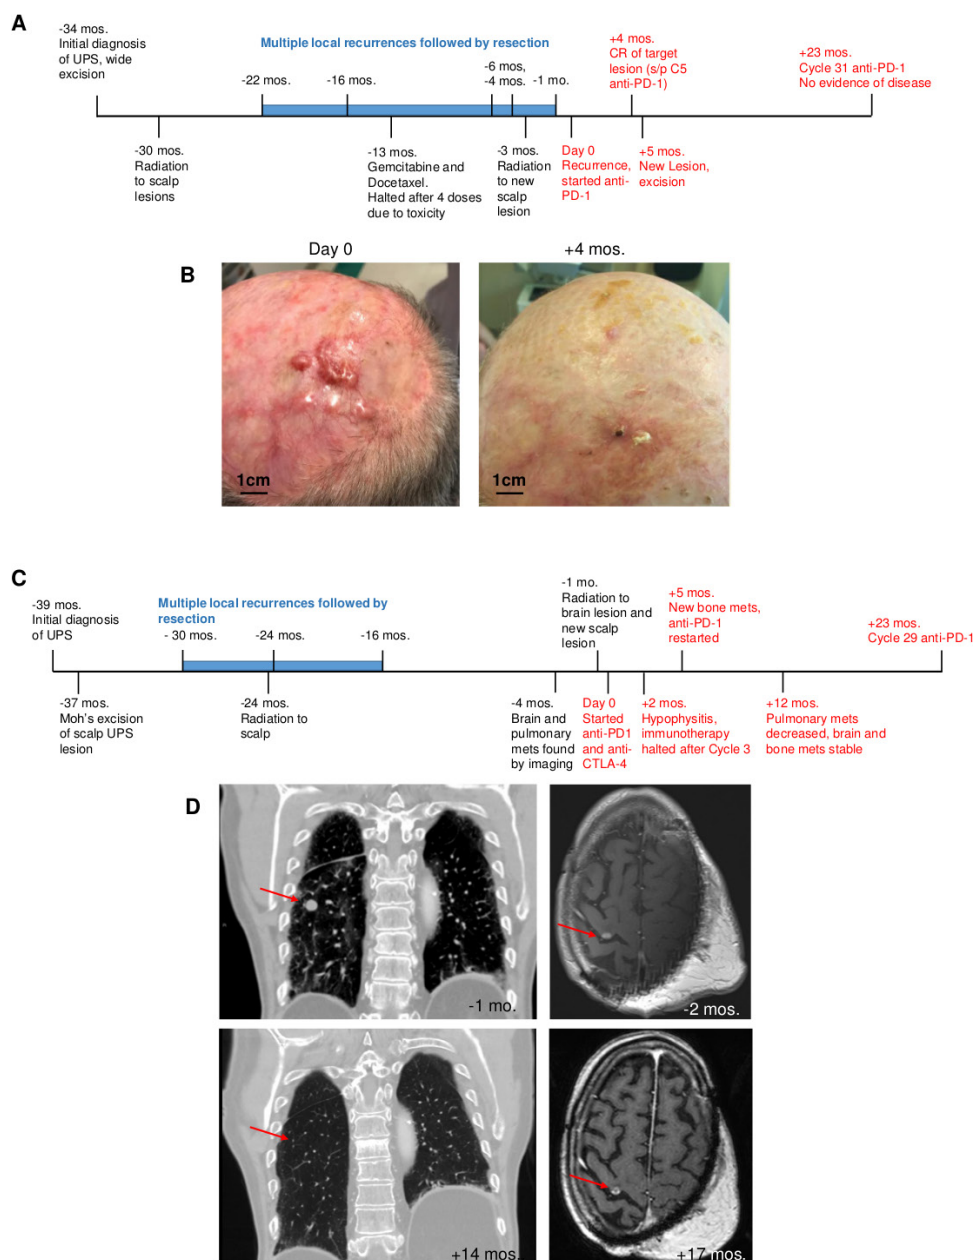 A
-34 mos.
Initial diagnosis
of UPS, wide
excision
Multiple local recurrences followed by resection
-22 mos.
-16 mos.
-6 mos,
-4 mos.
-1 mo.
+4 mos.
CR of target
lesion (s/p C5
anti-PD-1)
+23 mos.
Cycle 31 anti-PD-1
No evidence of disease
-30 mos.
Radiation
to scalp
lesions
-13 mos.
Gemcitabine and
Docetaxel.
Halted after 4 doses
due to toxicity
-3 mos.
Radiation
to new
scalp
lesion
Day 0
Recurrence,
started anti-
PD-1
+5 mos.
New Lesion,
excision
B
Day 0
+4 mos.
1cm
1cm
C
-39 mos.
Initial diagnosis
of UPS
Multiple local recurrences followed by
resection
- 30 mos.
-24 mos.
-16 mos.
-1 mo.
Radiation to
brain lesion and
new scalp
lesion
+5 mos.
New bone mets,
anti-PD-1
restarted
+23 mos.
Cycle 29 anti-PD-1
-37 mos.
Moh's excision
of scalp UPS
lesion
-24 mos.
Radiation to
scalp
-4 mos.
Brain and
pulmonary
mets found
by imaging
Day 0
Started
anti-PD1
and anti-
CTLA-4
+2 mos.
Hypophysitis,
immunotherapy
halted after Cycle 3
+12 mos.
Pulmonary mets
decreased, brain and
bone mets stable
D
-1 mo.
-2 mos.
+14 mos.
+17 mos.